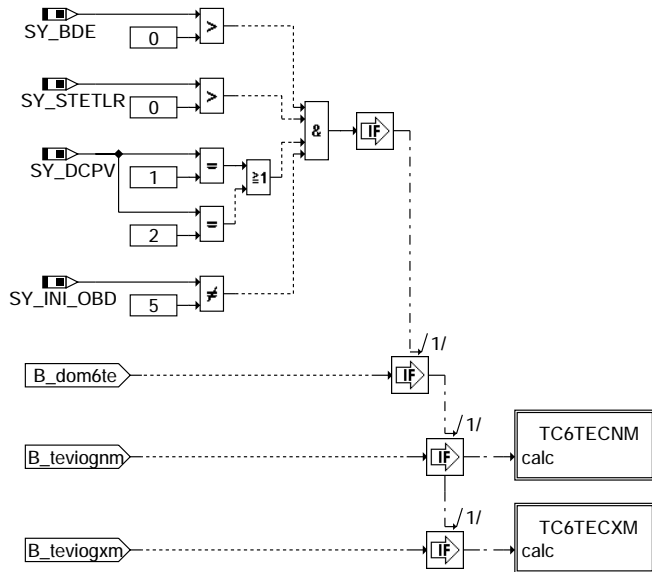 >
SY_BDE
0
>
SY_STETLR
0
&
IF
SY_DCPV
=
1
≥1
=
2
SY_INI_OBD
≠
5
1/
B_dom6te
IF
1/
B_teviognm
IF
TC6TECNM
calc
1/
B_teviogxm
IF
TC6TECXM
calc